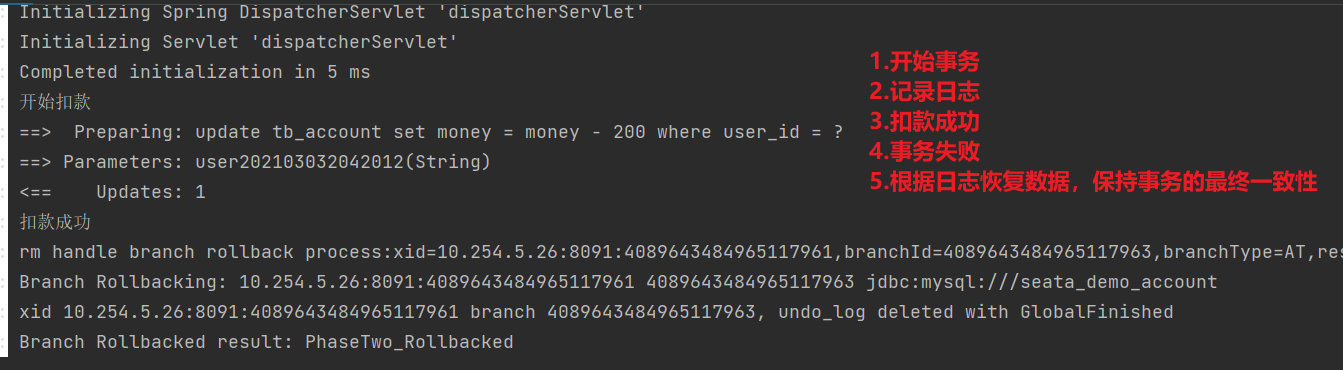 Initializing Spring DispatcherServlet 'dispatcherServlet'
Initializing Servlet 'dispatcherServlet'
Completed initialization in 5 ms
开始扣款
==>  Preparing: update tb_account set money = money - 200 where user_id = ?
==> Parameters: user202103032042012(String)
<==    Updates: 1
扣款成功
rm handle branch rollback process:xid=10.254.5.26:8091:4089643484965117961,branchId=4089643484965117963,branchType=AT,res
Branch Rollbacking: 10.254.5.26:8091:4089643484965117961 4089643484965117963 jdbc:mysql:///seata_demo_account
xid 10.254.5.26:8091:4089643484965117961 branch 4089643484965117963, undo_log deleted with GlobalFinished
Branch Rollbacked result: PhaseTwo_Rollbacked
1.开始事务
2.记录日志
3.扣款成功
4.事务失败
5.根据日志恢复数据，保持事务的最终一致性